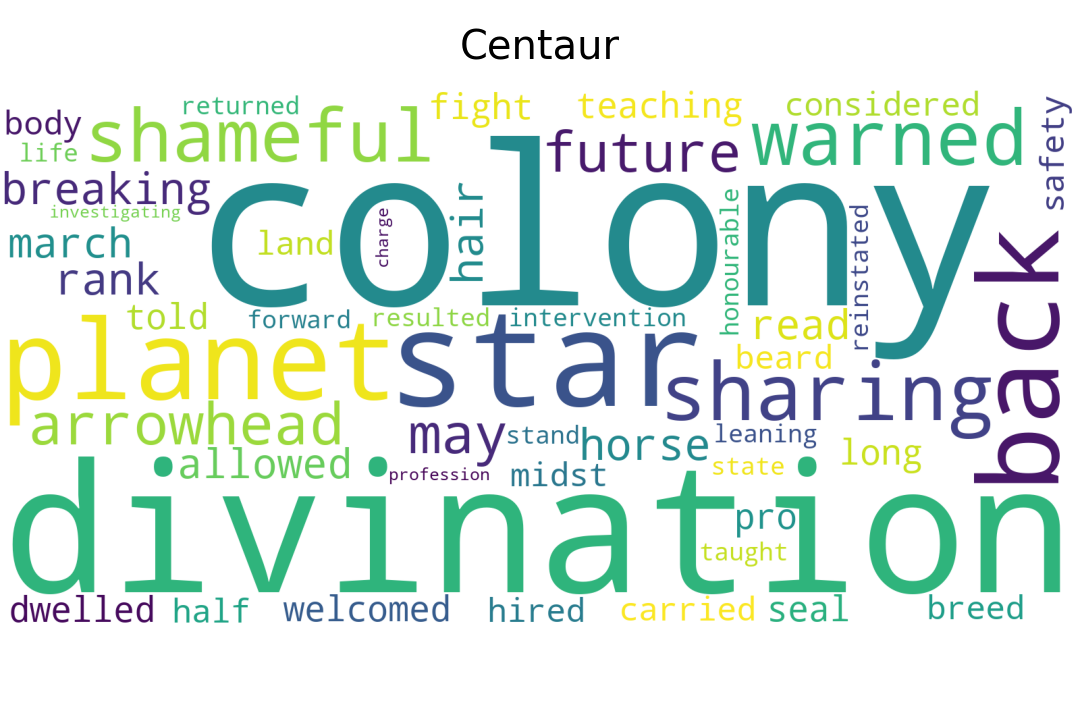 Centaur
returned
fight
teaching
considered
body
shameful
warned
safety
life
future
breaking
colony
investigating
hair
honourable
charge
reinstated
march
land
back
rank
told
forward
resulted
intervention
read
planet
star
beard
sharing
arrowhead
may
stand
horse
leaning
long
allowed
profession
midst
state
divination
pro
taught
dwelled
half
welcomed
hired
carried
seal
breed